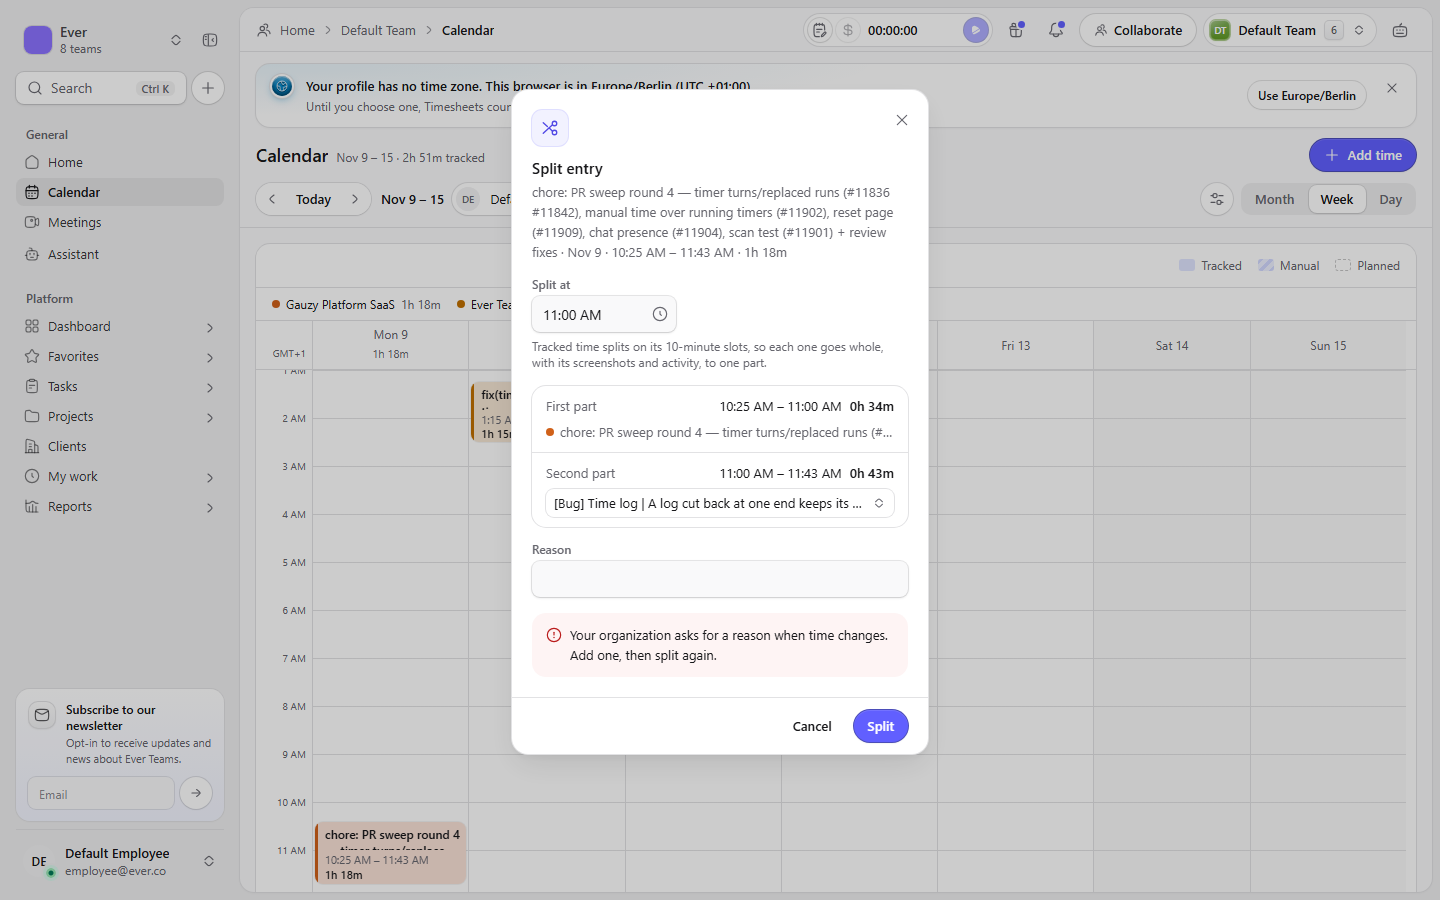 Ever
8 teams
Search
Ctrl K
General
Home
Calendar
Meetings
Assistant
Platform
Dashboard
Favorites
Tasks
Projects
Clients
My work
Reports
Subscribe to our
newsletter
Opt-in to receive updates and
news about Ever Teams.
Email
DE
Default Employee
employee@ever.co
Home
Default Team
Calendar
00:00:00
Collaborate
DT
Default Team
6
Your profile has no time zone. This browser is in Europe/Berlin (UTC +01:00)
Until you choose one, Timesheets
Use Europe/Berlin
Calendar
Nov 9 – 15 · 2h 51m tracked
Add time
Today
Nov 9 – 15
DE
Month
Week
Day
Tracked
Manual
Planned
Gauzy Platform SaaS 1h 18m
Ever
GMT+1
Mon 9
1h 18m
Fri 13
Sat 14
Sun 15
1 AM
2 AM
3 AM
4 AM
5 AM
6 AM
7 AM
8 AM
9 AM
10 AM
11 AM
1:15
chore: PR sweep round 4
10:25 AM – 11:43 AM
1h 18m
Split entry
chore: PR sweep round 4 — timer turns/replaced runs (#11836
#11842), manual time over running timers (#11902), reset page
(#11909), chat presence (#11904), scan test (#11901) + review
fixes · Nov 9 · 10:25 AM – 11:43 AM · 1h 18m
Split at
11:00 AM
Tracked time splits on its 10-minute slots, so each one goes whole,
with its screenshots and activity, to one part.
First part
10:25 AM – 11:00 AM 0h 34m
chore: PR sweep round 4 — timer turns/replaced runs (#...
Second part
11:00 AM – 11:43 AM 0h 43m
[Bug] Time log | A log cut back at one end keeps its ...
Reason
Your organization asks for a reason when time changes.
Add one, then split again.
Cancel
Split